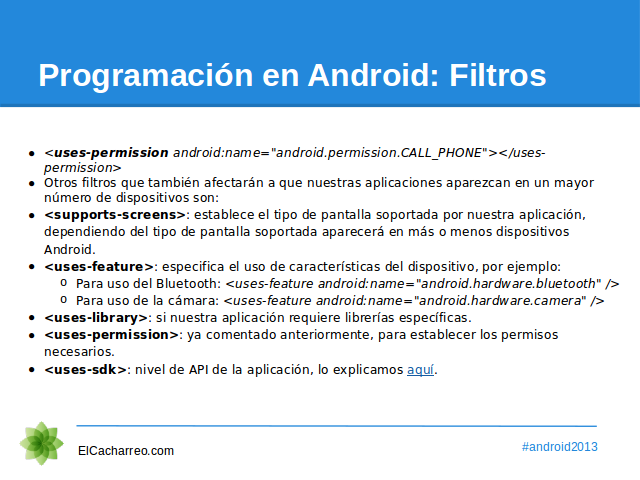 Programación en Android: Filtros
● <uses-permission android:name="android.permission.CALL_PHONE"></uses-
permission>
● Otros filtros que también afectarán a que nuestras aplicaciones aparezcan en un mayor
número de dispositivos son:
● <supports-screens>: establece el tipo de pantalla soportada por nuestra aplicación,
dependiendo del tipo de pantalla soportada aparecerá en más o menos dispositivos
Android.
● <uses-feature>: especifica el uso de características del dispositivo, por ejemplo:
○ Para uso del Bluetooth: <uses-feature android:name="android.hardware.bluetooth" />
○ Para uso de la cámara: <uses-feature android:name="android.hardware.camera" />
● <uses-library>: si nuestra aplicación requiere librerías específicas.
● <uses-permission>: ya comentado anteriormente, para establecer los permisos
necesarios.
● <uses-sdk>: nivel de API de la aplicación, lo explicamos aquí.
ElCacharreo.com
#android2013